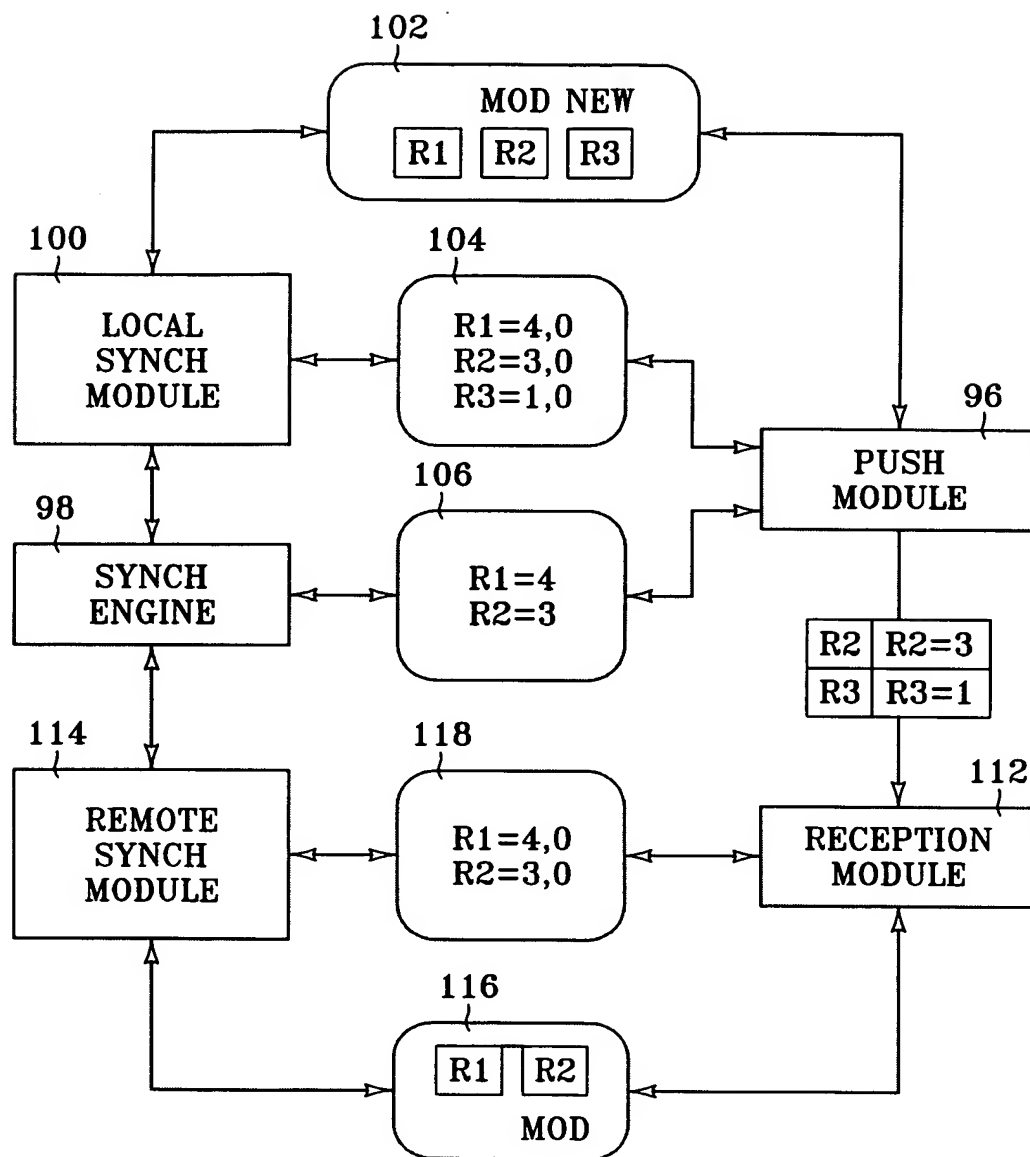 102
MOD NEW
R1 R2 R3
100
LOCAL
SYNCH
MODULE
104
R1=4,0
R2=3,0
R3=1,0
96
PUSH
MODULE
98
SYNCH
ENGINE
106
R1=4
R2=3
R2 R2=3
R3 R3=1
114
REMOTE
SYNCH
MODULE
118
R1=4,0
R2=3,0
112
RECEPTION
MODULE
116
R1 R2
MOD